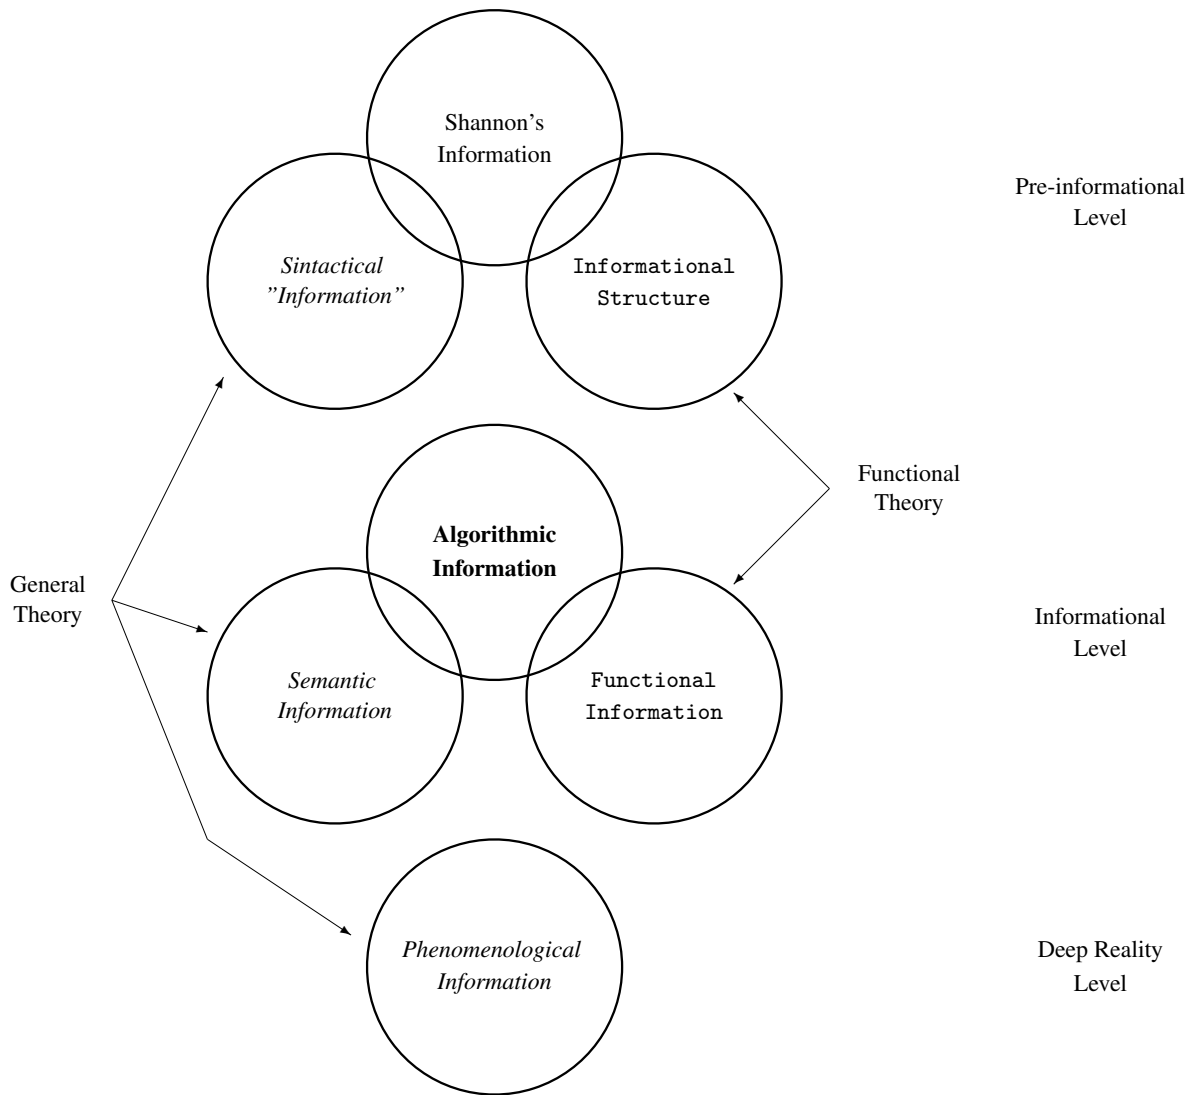 Shannon's
Information
Pre-informational
Level
Sintactical
”Information”
Informational
Structure
Functional
Theory
Algorithmic
Information
General
Theory
Informational
Level
Semantic
Information
Functional
Information
Phenomenological
Information
Deep Reality
Level